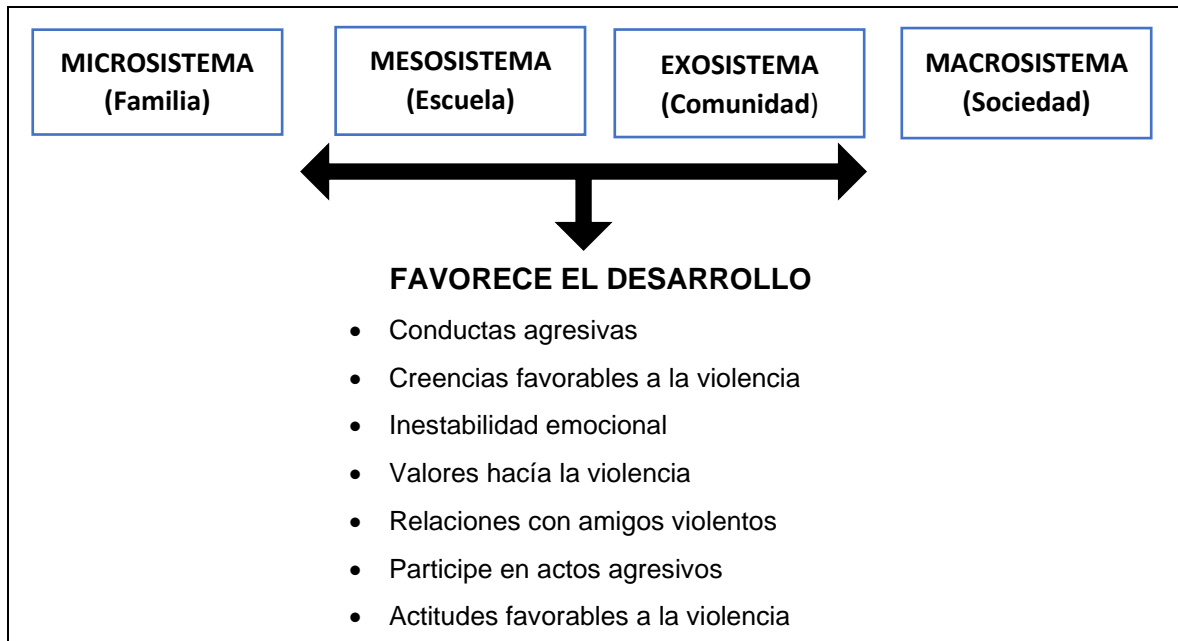 MICROSISTEMA
(Familia)
MESOSISTEMA
(Escuela)
EXOSISTEMA
(Comunidad)
MACROSISTEMA
(Sociedad)
FAVORECE EL DESARROLLO
• Conductas agresivas
• Creencias favorables a la violencia
• Inestabilidad emocional
• Valores hacía la violencia
• Relaciones con amigos violentos
• Participe en actos agresivos
• Actitudes favorables a la violencia